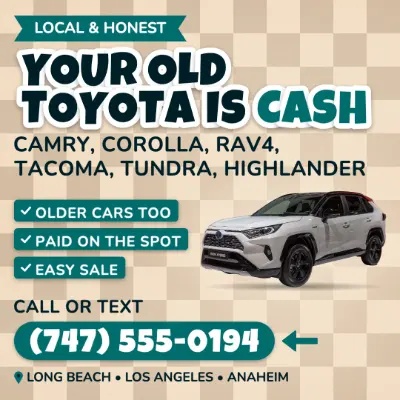 LOCAL & HONEST
YOUR OLD
TOYOTA IS CASH
CAMRY, COROLLA, RAV4,
TACOMA, TUNDRA, HIGHLANDER
OLDER CARS TOO
PAID ON THE SPOT
EASY SALE
CALL OR TEXT
(747) 555-0194
LONG BEACH • LOS ANGELES • ANAHEIM